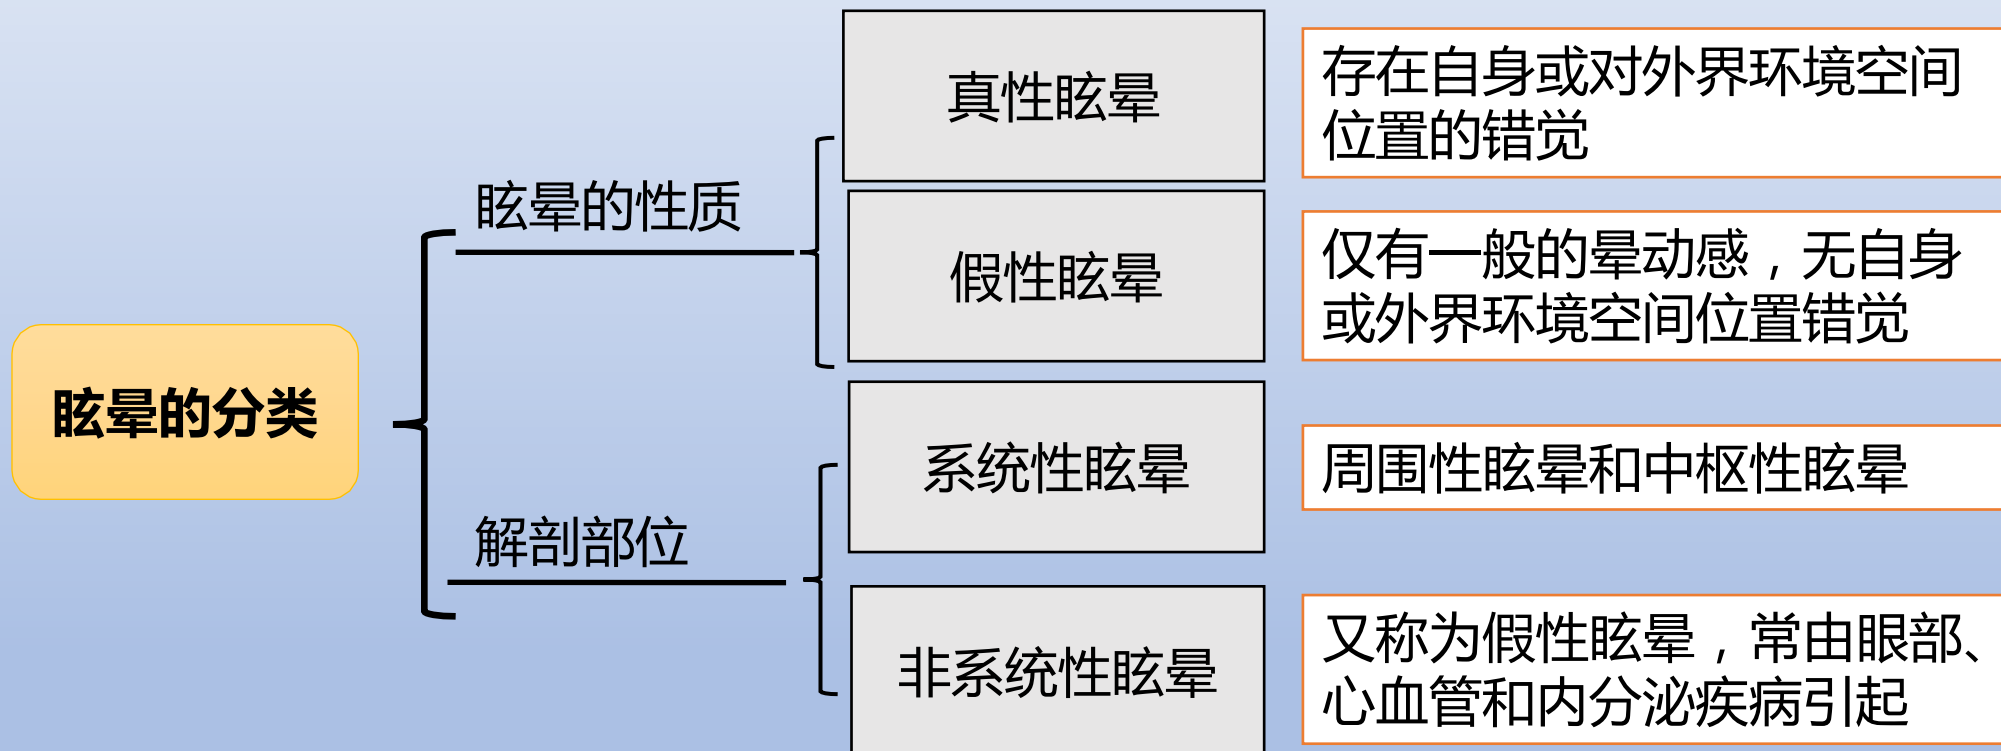 眩晕的分类
眩晕的性质
真性眩晕
存在自身或对外界环境空间
位置的错觉
假性眩晕
仅有一般的晕动感，无自身
或外界环境空间位置错觉
解剖部位
系统性眩晕
周围性眩晕和中枢性眩晕
非系统性眩晕
又称为假性眩晕，常由眼部、
心血管和内分泌疾病引起